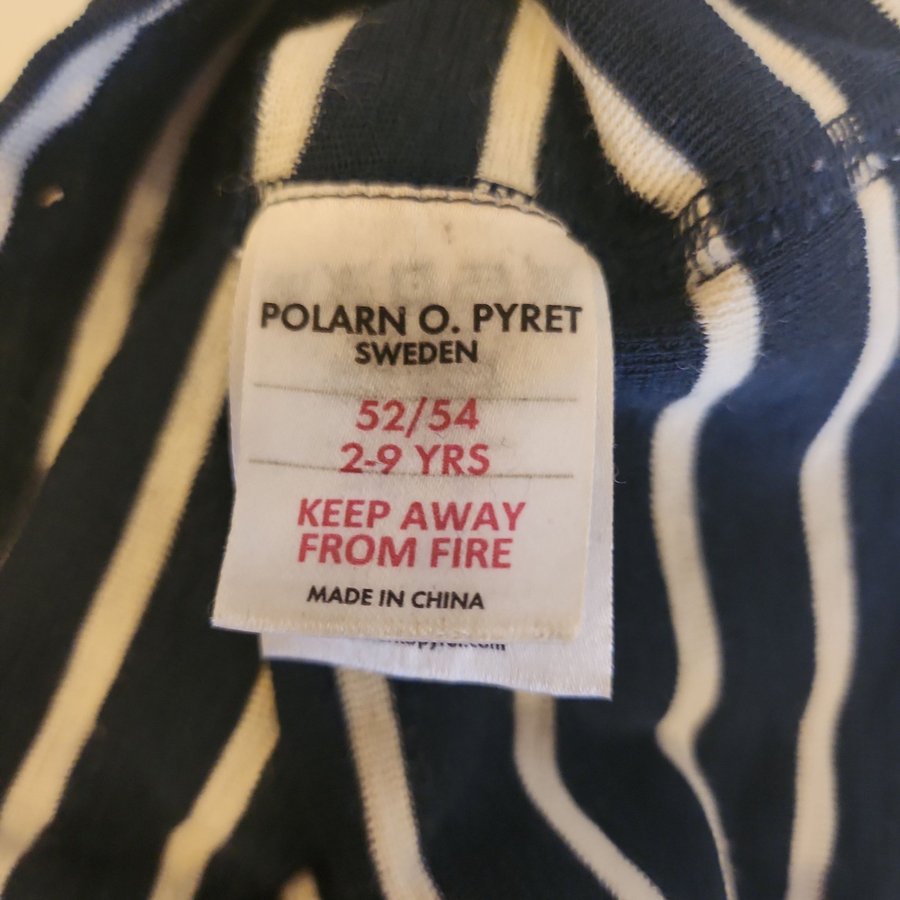 POLARN O. PYRET
SWEDEN
52/54
2-9 YRS
KEEP AWAY
FROM FIRE
MADE IN CHINA